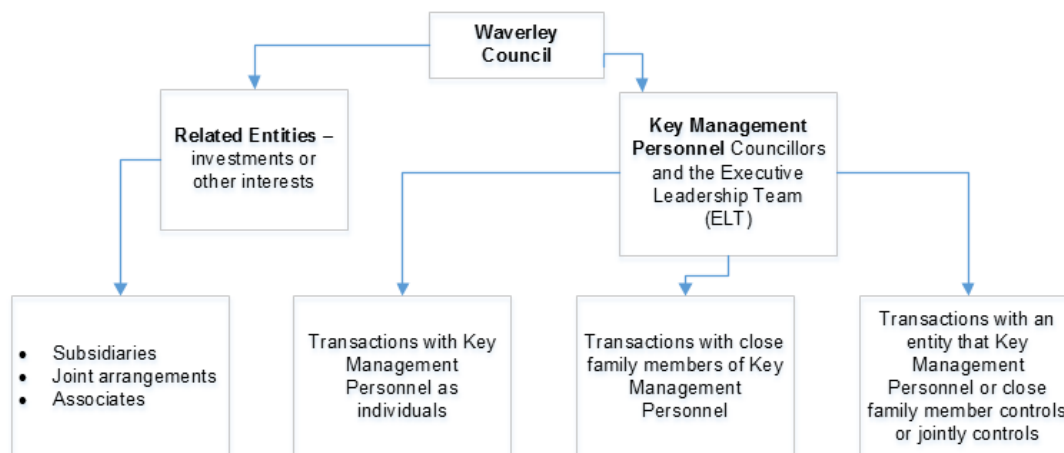 Waverley
Council
Related Entities –
investments or
other interests
Key Management
Personnel Councillors
and the Executive
Leadership Team
(ELT)
• Subsidiaries
• Joint arrangements
• Associates
Transactions with Key
Management
Personnel as
individuals
Transactions with close
family members of Key
Management
Personnel
Transactions with an
entity that Key
Management
Personnel or close
family member controls
or jointly controls